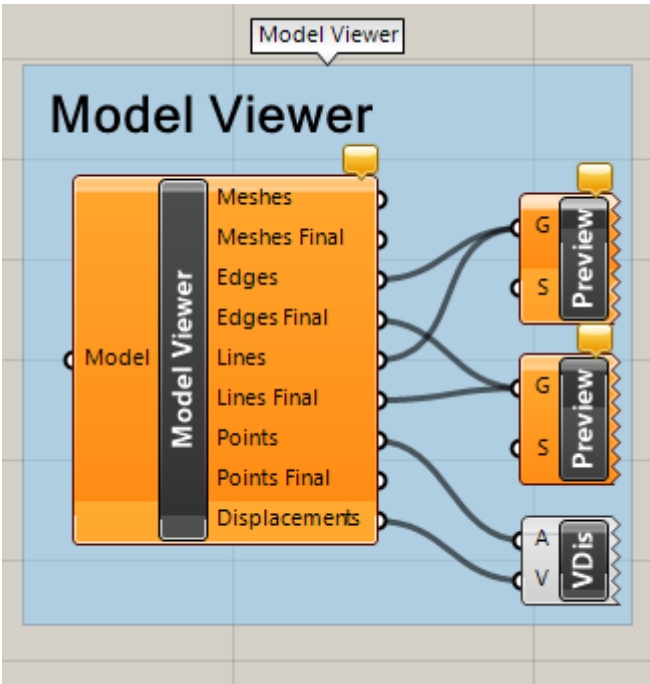 Model Viewer
Model Viewer
Model
Model Viewer
Meshes
Meshes Final
Edges
Edges Final
Lines
Lines Final
Points
Points Final
Displacements
G
S
Preview
G
S
Preview
A
V
VDis